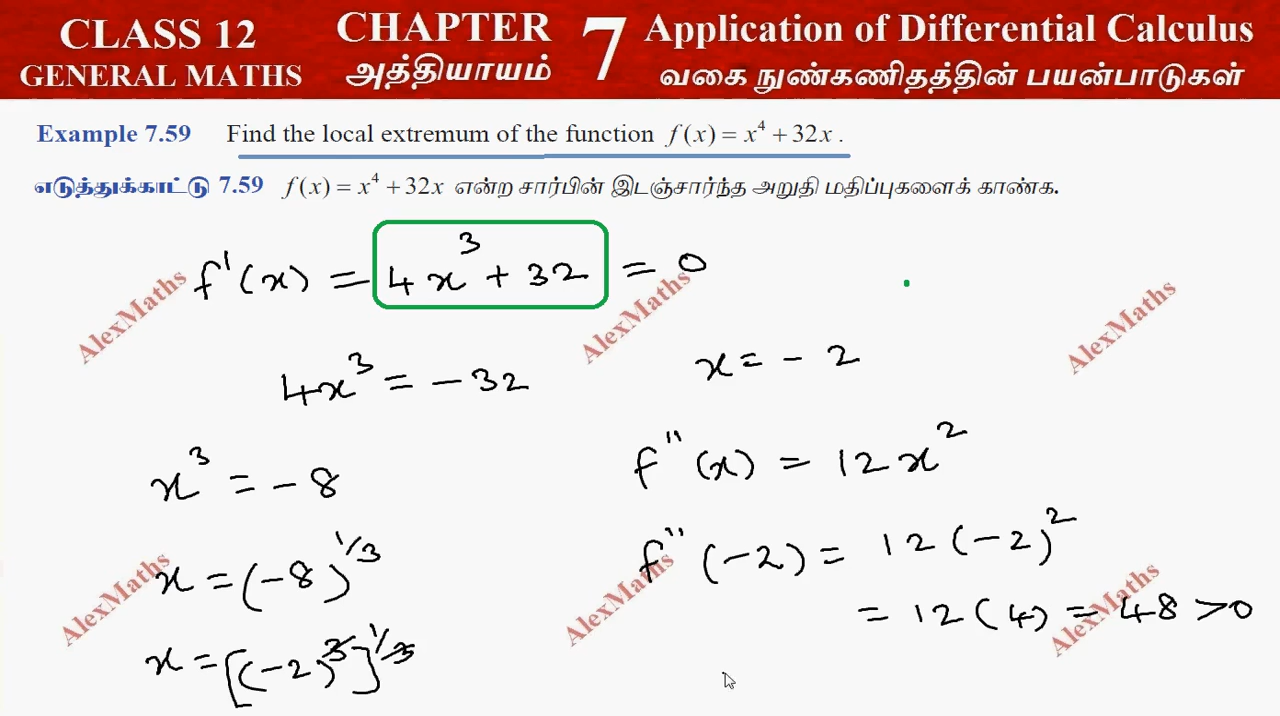 CLASS 12
GENERAL MATHS
CHAPTER
அத்தியாயம்
7
Application of Differential Calculus
வகை நுண்கணிதத்தின் பயன்பாடுகள்
Example 7.59 Find the local extremum of the function f(x) = x⁴ + 32x .
எடுத்துக்காட்டு 7.59 f(x) = x⁴ + 32x என்ற சார்பின் இடஞ்சார்ந்த அறுதி மதிப்புகளைக் காண்க.
f'(x) = 4x³ + 32 = 0
4x³ = -32
x³ = -8
x = (-8)^1/3
x = [(-2)^3]^1/3
x = - 2
f''(x) = 12x²
f''(-2) = 12(-2)²
= 12(4) = 48 >0
AlexMaths
AlexMaths
AlexMaths
AlexMaths
AlexMaths
AlexMaths